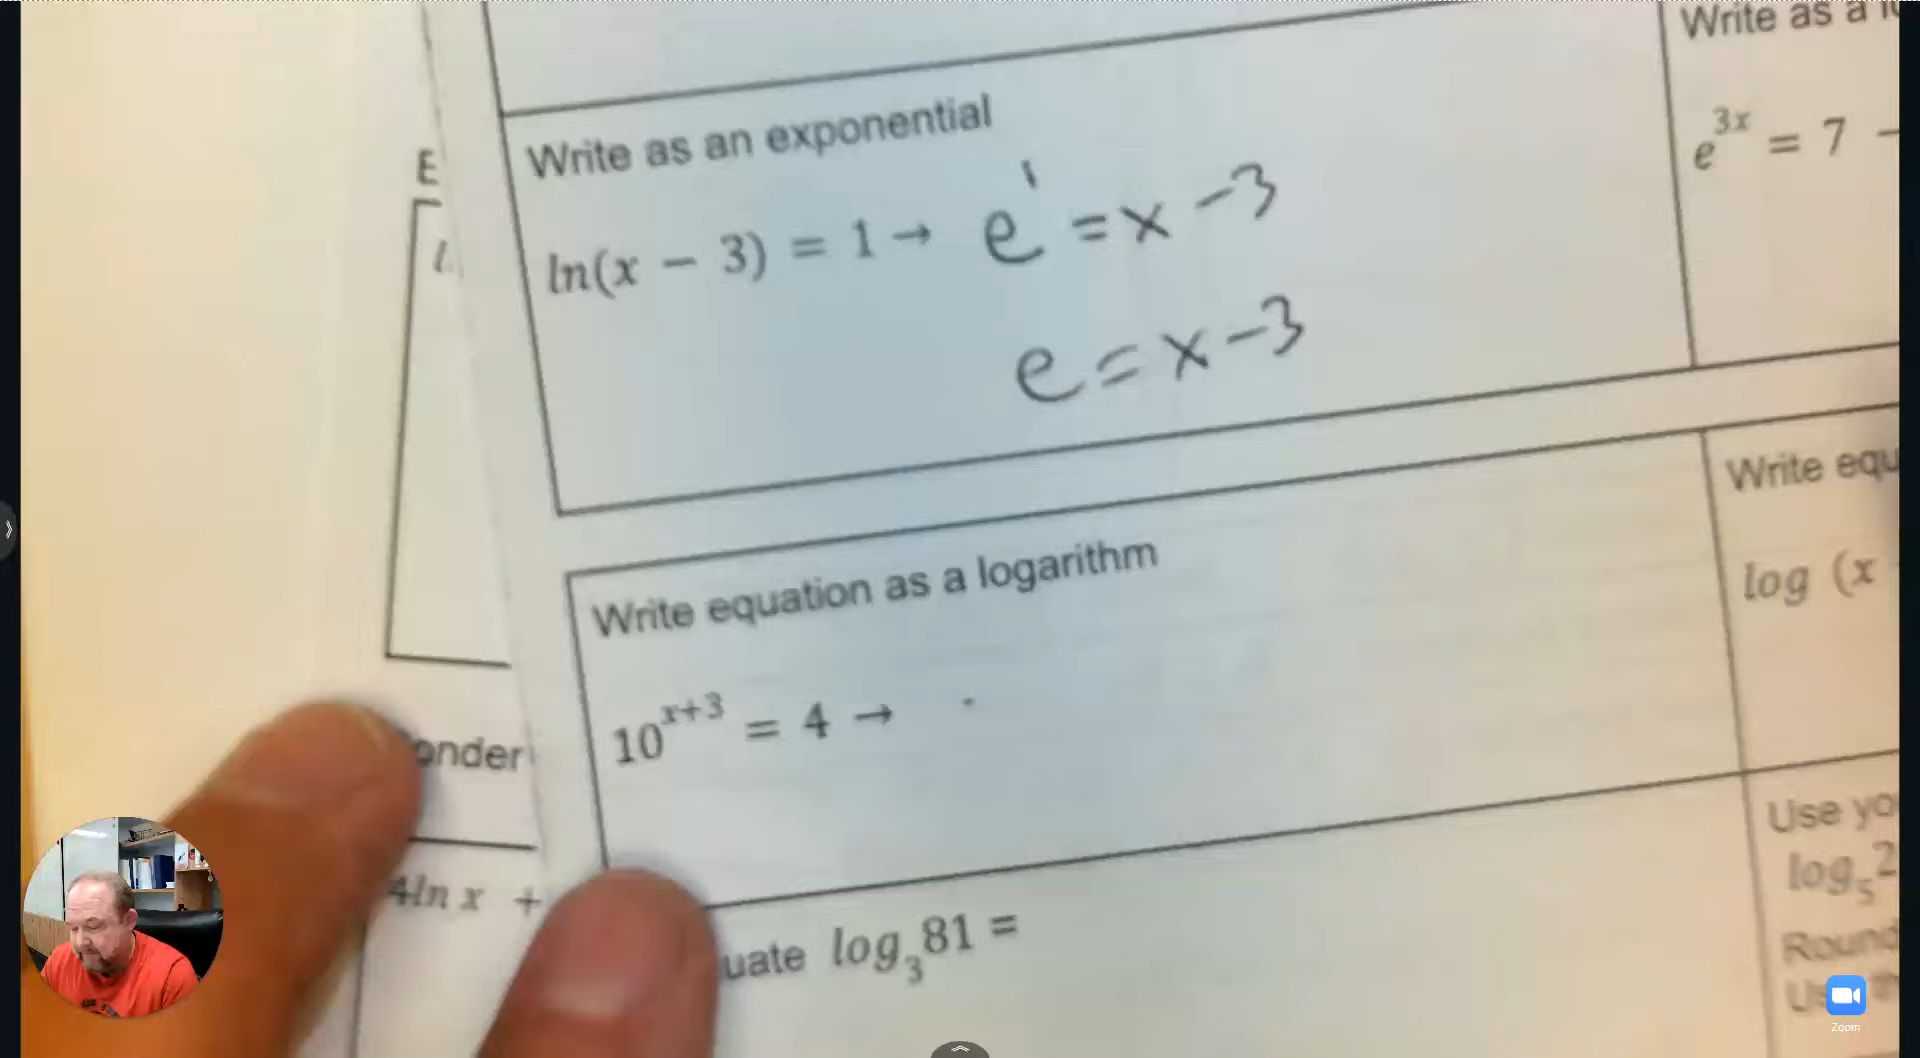 Write as a
E
Write as an exponential
ln(x − 3) = 1 → e¹ = x − 3
e = x − 3
e^{3x} = 7 −
Write equation as a logarithm
10^{x+3} = 4 →
Write equ
log (x
onder
4ln x +
uate log₃81 =
Use yo
log₅2
Round
Zoom